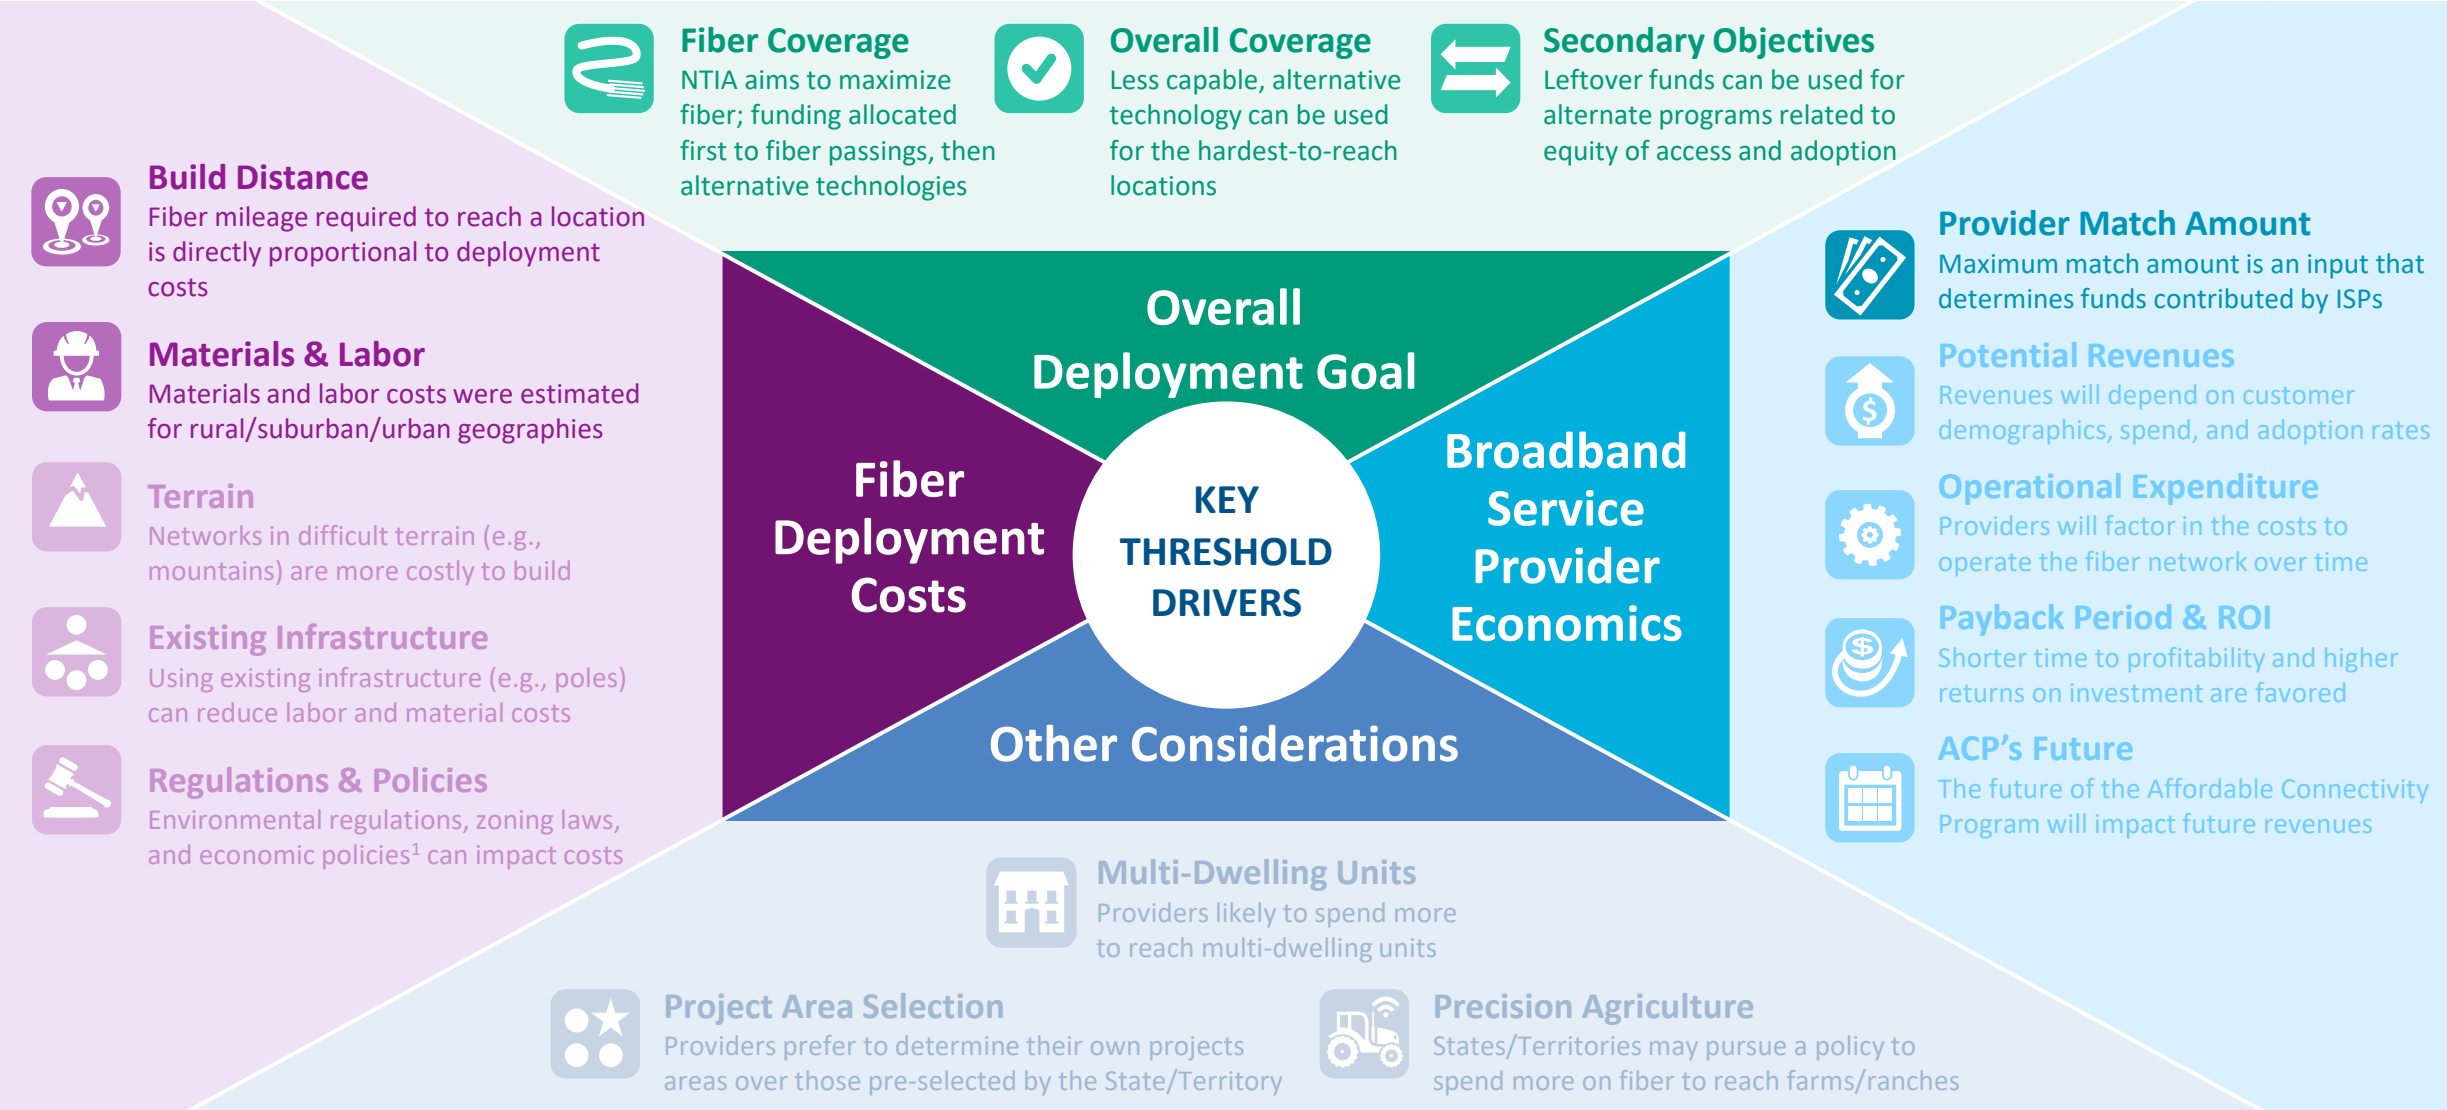 Fiber Coverage
NTIA aims to maximize
fiber; funding allocated
first to fiber passings, then
alternative technologies
Overall Coverage
Less capable, alternative
technology can be used
for the hardest-to-reach
locations
Secondary Objectives
Leftover funds can be used for
alternate programs related to
equity of access and adoption
Build Distance
Fiber mileage required to reach a location
is directly proportional to deployment
costs
Materials & Labor
Materials and labor costs were estimated
for rural/suburban/urban geographies
Terrain
Networks in difficult terrain (e.g.,
mountains) are more costly to build
Existing Infrastructure
Using existing infrastructure (e.g., poles)
can reduce labor and material costs
Regulations & Policies
Environmental regulations, zoning laws,
and economic policies¹ can impact costs
Overall
Deployment Goal
Fiber
Deployment
Costs
KEY
THRESHOLD
DRIVERS
Broadband
Service
Provider
Economics
Other Considerations
Provider Match Amount
Maximum match amount is an input that
determines funds contributed by ISPs
Potential Revenues
Revenues will depend on customer
demographics, spend, and adoption rates
Operational Expenditure
Providers will factor in the costs to
operate the fiber network over time
Payback Period & ROI
Shorter time to profitability and higher
returns on investment are favored
ACP's Future
The future of the Affordable Connectivity
Program will impact future revenues
Multi-Dwelling Units
Providers likely to spend more
to reach multi-dwelling units
Project Area Selection
Providers prefer to determine their own projects
areas over those pre-selected by the State/Territory
Precision Agriculture
States/Territories may pursue a policy to
spend more on fiber to reach farms/ranches